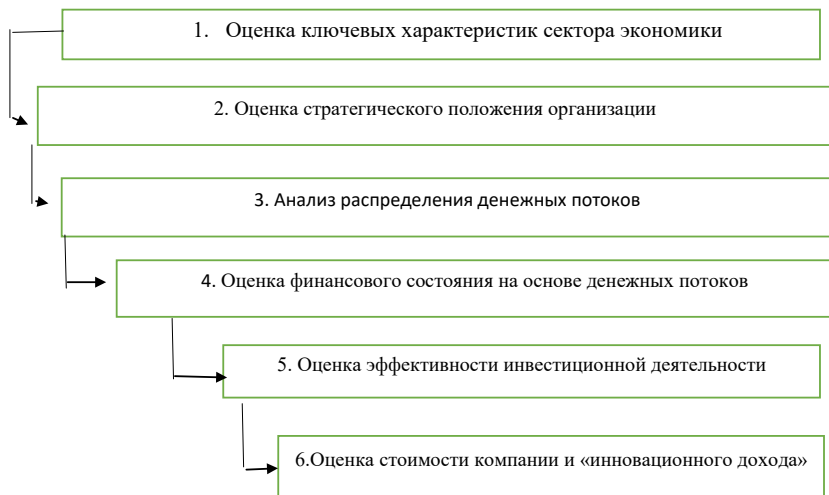 1. Оценка ключевых характеристик сектора экономики
2. Оценка стратегического положения организации
3. Анализ распределения денежных потоков
4. Оценка финансового состояния на основе денежных потоков
5. Оценка эффективности инвестиционной деятельности
6.Оценка стоимости компании и «инновационного дохода»